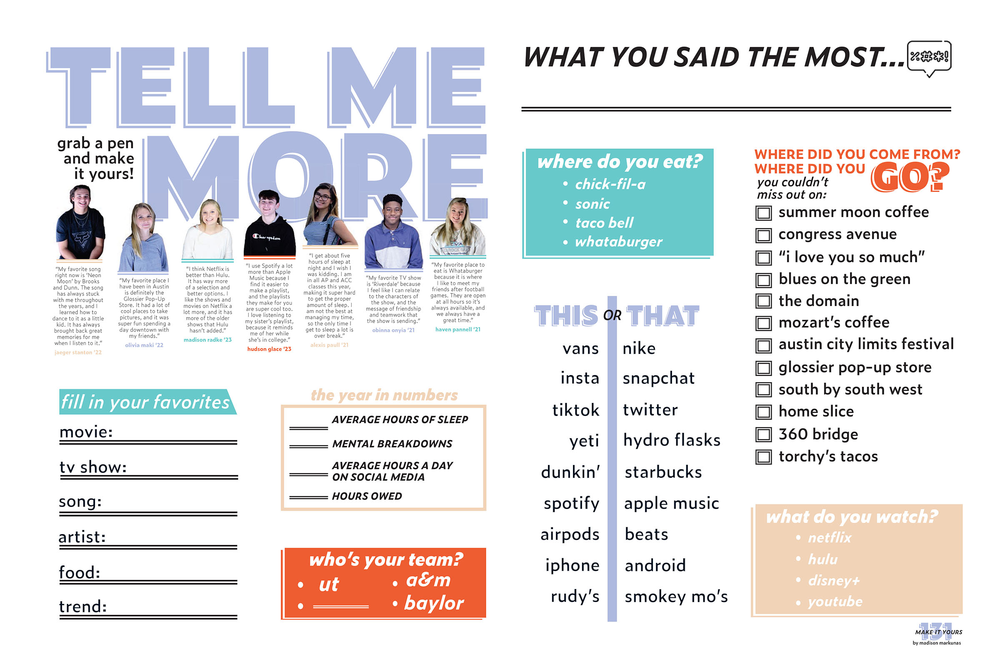 TELL ME
MORE
grab a pen
and make
it yours!
Champion
"My favorite song
right now is 'Neon
Moon' by Brooks
and Dunn. The song
has always stuck
with me throughout
the years, and I
learned how to
dance to it as a little
kid. It has always
brought back great
memories for me
when I listen to it."
jaeger stanton '22
"My favorite place I
have been in Austin
is definitely the
Glossier Pop-Up
Store. It had a lot of
cool places to take
pictures, and it was
super fun spending a
day downtown with
my friends."
olivia maki '22
"I think Netflix is
better than Hulu.
It has way more
of a selection and
better options. I
like the shows and
movies on Netflix a
lot more, and it has
more of the older
shows that Hulu
hasn't added."
madison radke '23
"I use Spotify a lot
more than Apple
Music because I
find it easier to
make a playlist,
and the playlists
they make for you
are super cool too.
I love listening to
my sister's playlist,
because it reminds
me of her while
she's in college."
hudson glace '23
"I get about five
hours of sleep at
night and I wish I
was kidding. I am
in all AP and ACC
classes this year,
making it super hard
to get the proper
amount of sleep. I
am not the best at
managing my time,
so the only time I
get to sleep a lot is
over break."
alexis paull '21
"My favorite TV show
is 'Riverdale' because
I feel like I can relate
to the characters of
the show, and the
message of friendship
and teamwork that
the show is sending."
obinna onyia '21
"My favorite place to
eat is Whataburger
because it is where
I like to meet my
friends after football
games. They are open
at all hours so it's
always available, and
we always have a
great time."
haven pannell '21
fill in your favorites
movie:
tv show:
song:
artist:
food:
trend:
the year in numbers
AVERAGE HOURS OF SLEEP
MENTAL BREAKDOWNS
AVERAGE HOURS A DAY
ON SOCIAL MEDIA
HOURS OWED
who's your team?
• ut
• a&m
•
• baylor
WHAT YOU SAID THE MOST...
%#*!
where do you eat?
• chick-fil-a
• sonic
• taco bell
• whataburger
THIS OR THAT
vans nike
insta snapchat
tiktok twitter
yeti hydro flasks
dunkin' starbucks
spotify apple music
airpods beats
iphone android
rudy's smokey mo's
WHERE DID YOU COME FROM?
WHERE DID YOU GO?
you couldn't
miss out on:
summer moon coffee
congress avenue
"i love you so much"
blues on the green
the domain
mozart's coffee
austin city limits festival
glossier pop-up store
south by south west
home slice
360 bridge
torchy's tacos
what do you watch?
• netflix
• hulu
• disney+
• youtube
131
MAKE IT YOURS
by madison markunas